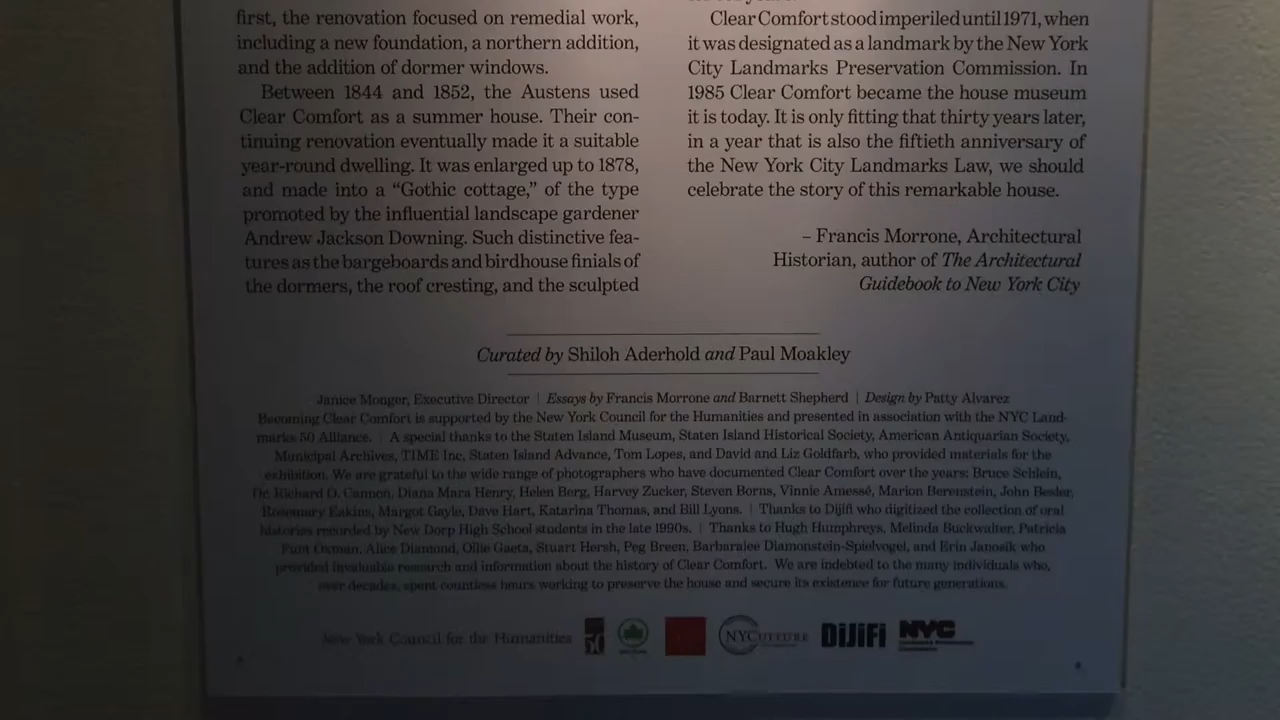 first, the renovation focused on remedial work,
including a new foundation, a northern addition,
and the addition of dormer windows.
Between 1844 and 1852, the Austens used
Clear Comfort as a summer house. Their con-
tinuing renovation eventually made it a suitable
year-round dwelling. It was enlarged up to 1878,
and made into a “Gothic cottage,” of the type
promoted by the influential landscape gardener
Andrew Jackson Downing. Such distinctive fea-
tures as the bargeboards and birdhouse finials of
the dormers, the roof cresting, and the sculpted
Clear Comfort stood imperiled until 1971, when
it was designated as a landmark by the New York
City Landmarks Preservation Commission. In
1985 Clear Comfort became the house museum
it is today. It is only fitting that thirty years later,
in a year that is also the fiftieth anniversary of
the New York City Landmarks Law, we should
celebrate the story of this remarkable house.
– Francis Morrone, Architectural
Historian, author of The Architectural
Guidebook to New York City
Curated by Shiloh Aderhold and Paul Moakley
Janice Monger, Executive Director | Essays by Francis Morrone and Barnett Shepherd | Design by Patty Alvarez
Becoming Clear Comfort is supported by the New York Council for the Humanities and presented in association with the NYC Land-
marks 50 Alliance. | A special thanks to the Staten Island Museum, Staten Island Historical Society, American Antiquarian Society,
Municipal Archives, TIME Inc, Staten Island Advance, Tom Lopes, and David and Liz Goldfarb, who provided materials for the
exhibition. We are grateful to the wide range of photographers who have documented Clear Comfort over the years: Bruce Schlein,
Dr. Richard O. Cannon, Diana Mara Henry, Helen Berg, Harvey Zucker, Steven Borns, Vinnie Amessé, Marion Berenstein, John Besler,
Rosemary Eakins, Margot Gayle, Dave Hart, Katarina Thomas, and Bill Lyons. | Thanks to Dijifi who digitized the collection of oral
histories recorded by New Dorp High School students in the late 1990s. | Thanks to Hugh Humphreys, Melinda Buckwalter, Patricia
Oxman, Alice Diamond, Ollie Gaeta, Stuart Hersh, Peg Breen, Barbaralee Diamonstein-Spielvogel, and Erin Janosik who
provided invaluable research and information about the history of Clear Comfort. We are indebted to the many individuals who,
over decades, spent countless hours working to preserve the house and secure its existence for future generations.
New York Council for the Humanities
50
NYCULTURE
DiJiFi
NYC